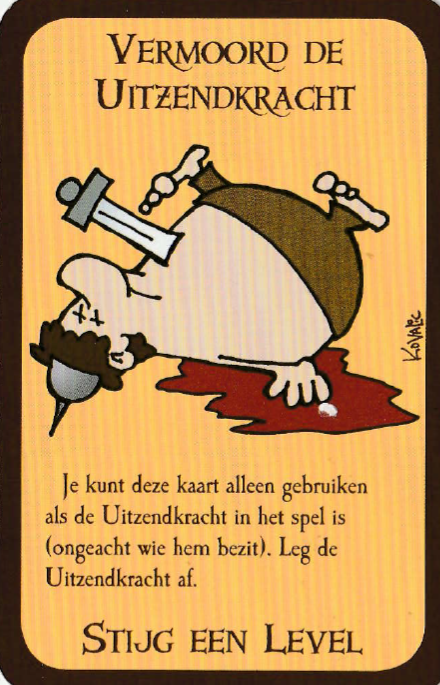 VERMOORD DE
UITZENDKRACHT
KOVALIC
Je kunt deze kaart alleen gebruiken
als de Uitzendkracht in het spel is
(ongeacht wie hem bezit). Leg de
Uitzendkracht af.
STIJG EEN LEVEL